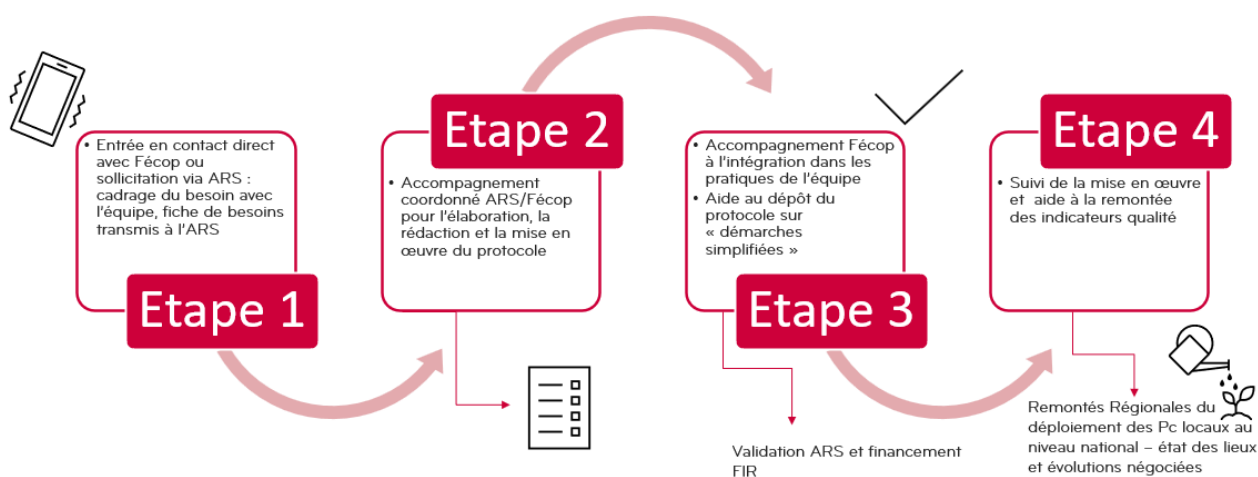 Etape 1
• Entrée en contact direct
avec Fécop ou
sollicitation via ARS :
cadrage du besoin avec
l'équipe, fiche de besoins
transmis à l'ARS
Etape 2
• Accompagnement
coordonné ARS/Fécop
pour l'élaboration, la
rédaction et la mise en
œuvre du protocole
Etape 3
• Accompagnement Fécop
à l'intégration dans les
pratiques de l'équipe
• Aide au dépôt du
protocole sur
« démarches
simplifiées »
Validation ARS et financement
FIR
Etape 4
• Suivi de la mise en œuvre
et aide à la remontée
des indicateurs qualité
Remontés Régionales du
déploiement des Pc locaux au
niveau national – état des lieux
et évolutions négociées